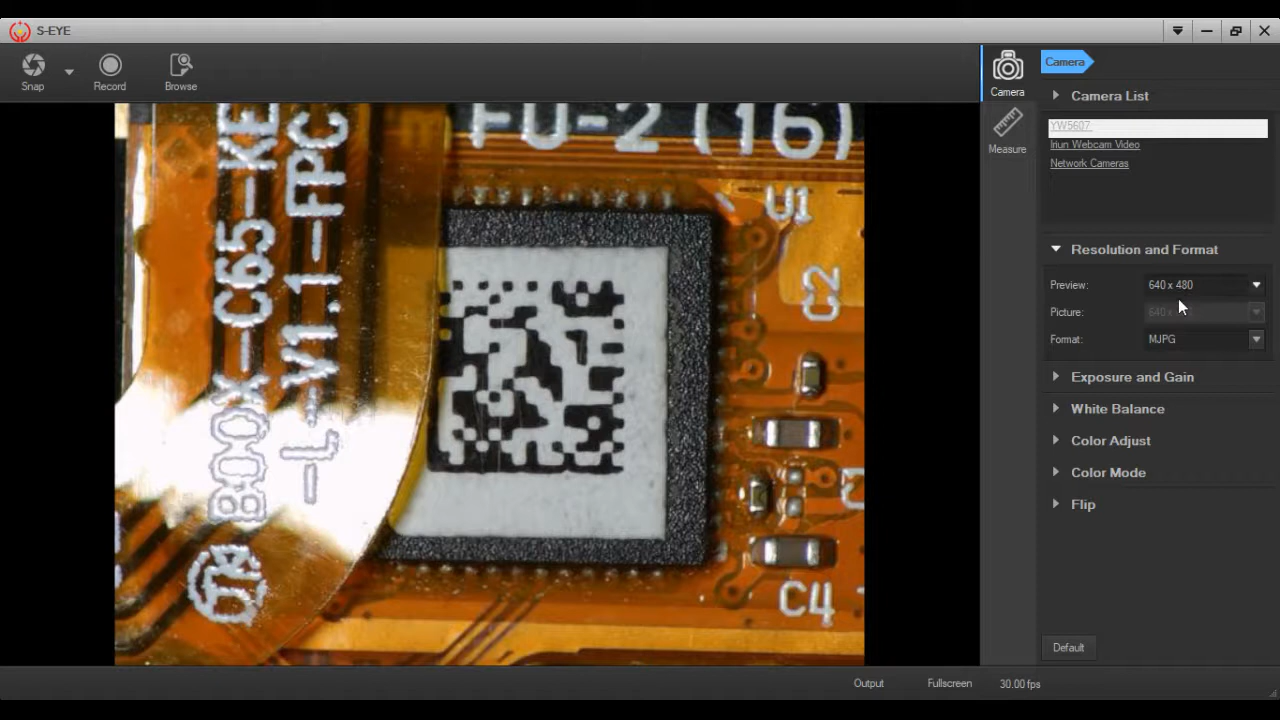 S-EYE
Snap
Record
Browse
Camera
Measure
Camera
Camera List
YW5607
Iriun Webcam Video
Network Cameras
Resolution and Format
Preview:
640 x 480
Picture:
Format:
MJPG
Exposure and Gain
White Balance
Color Adjust
Color Mode
Flip
Default
Output
Fullscreen
30.00 fps
(16)
U1
C2
C4
BOOX-C65-KE
-L-V1.1-FPC